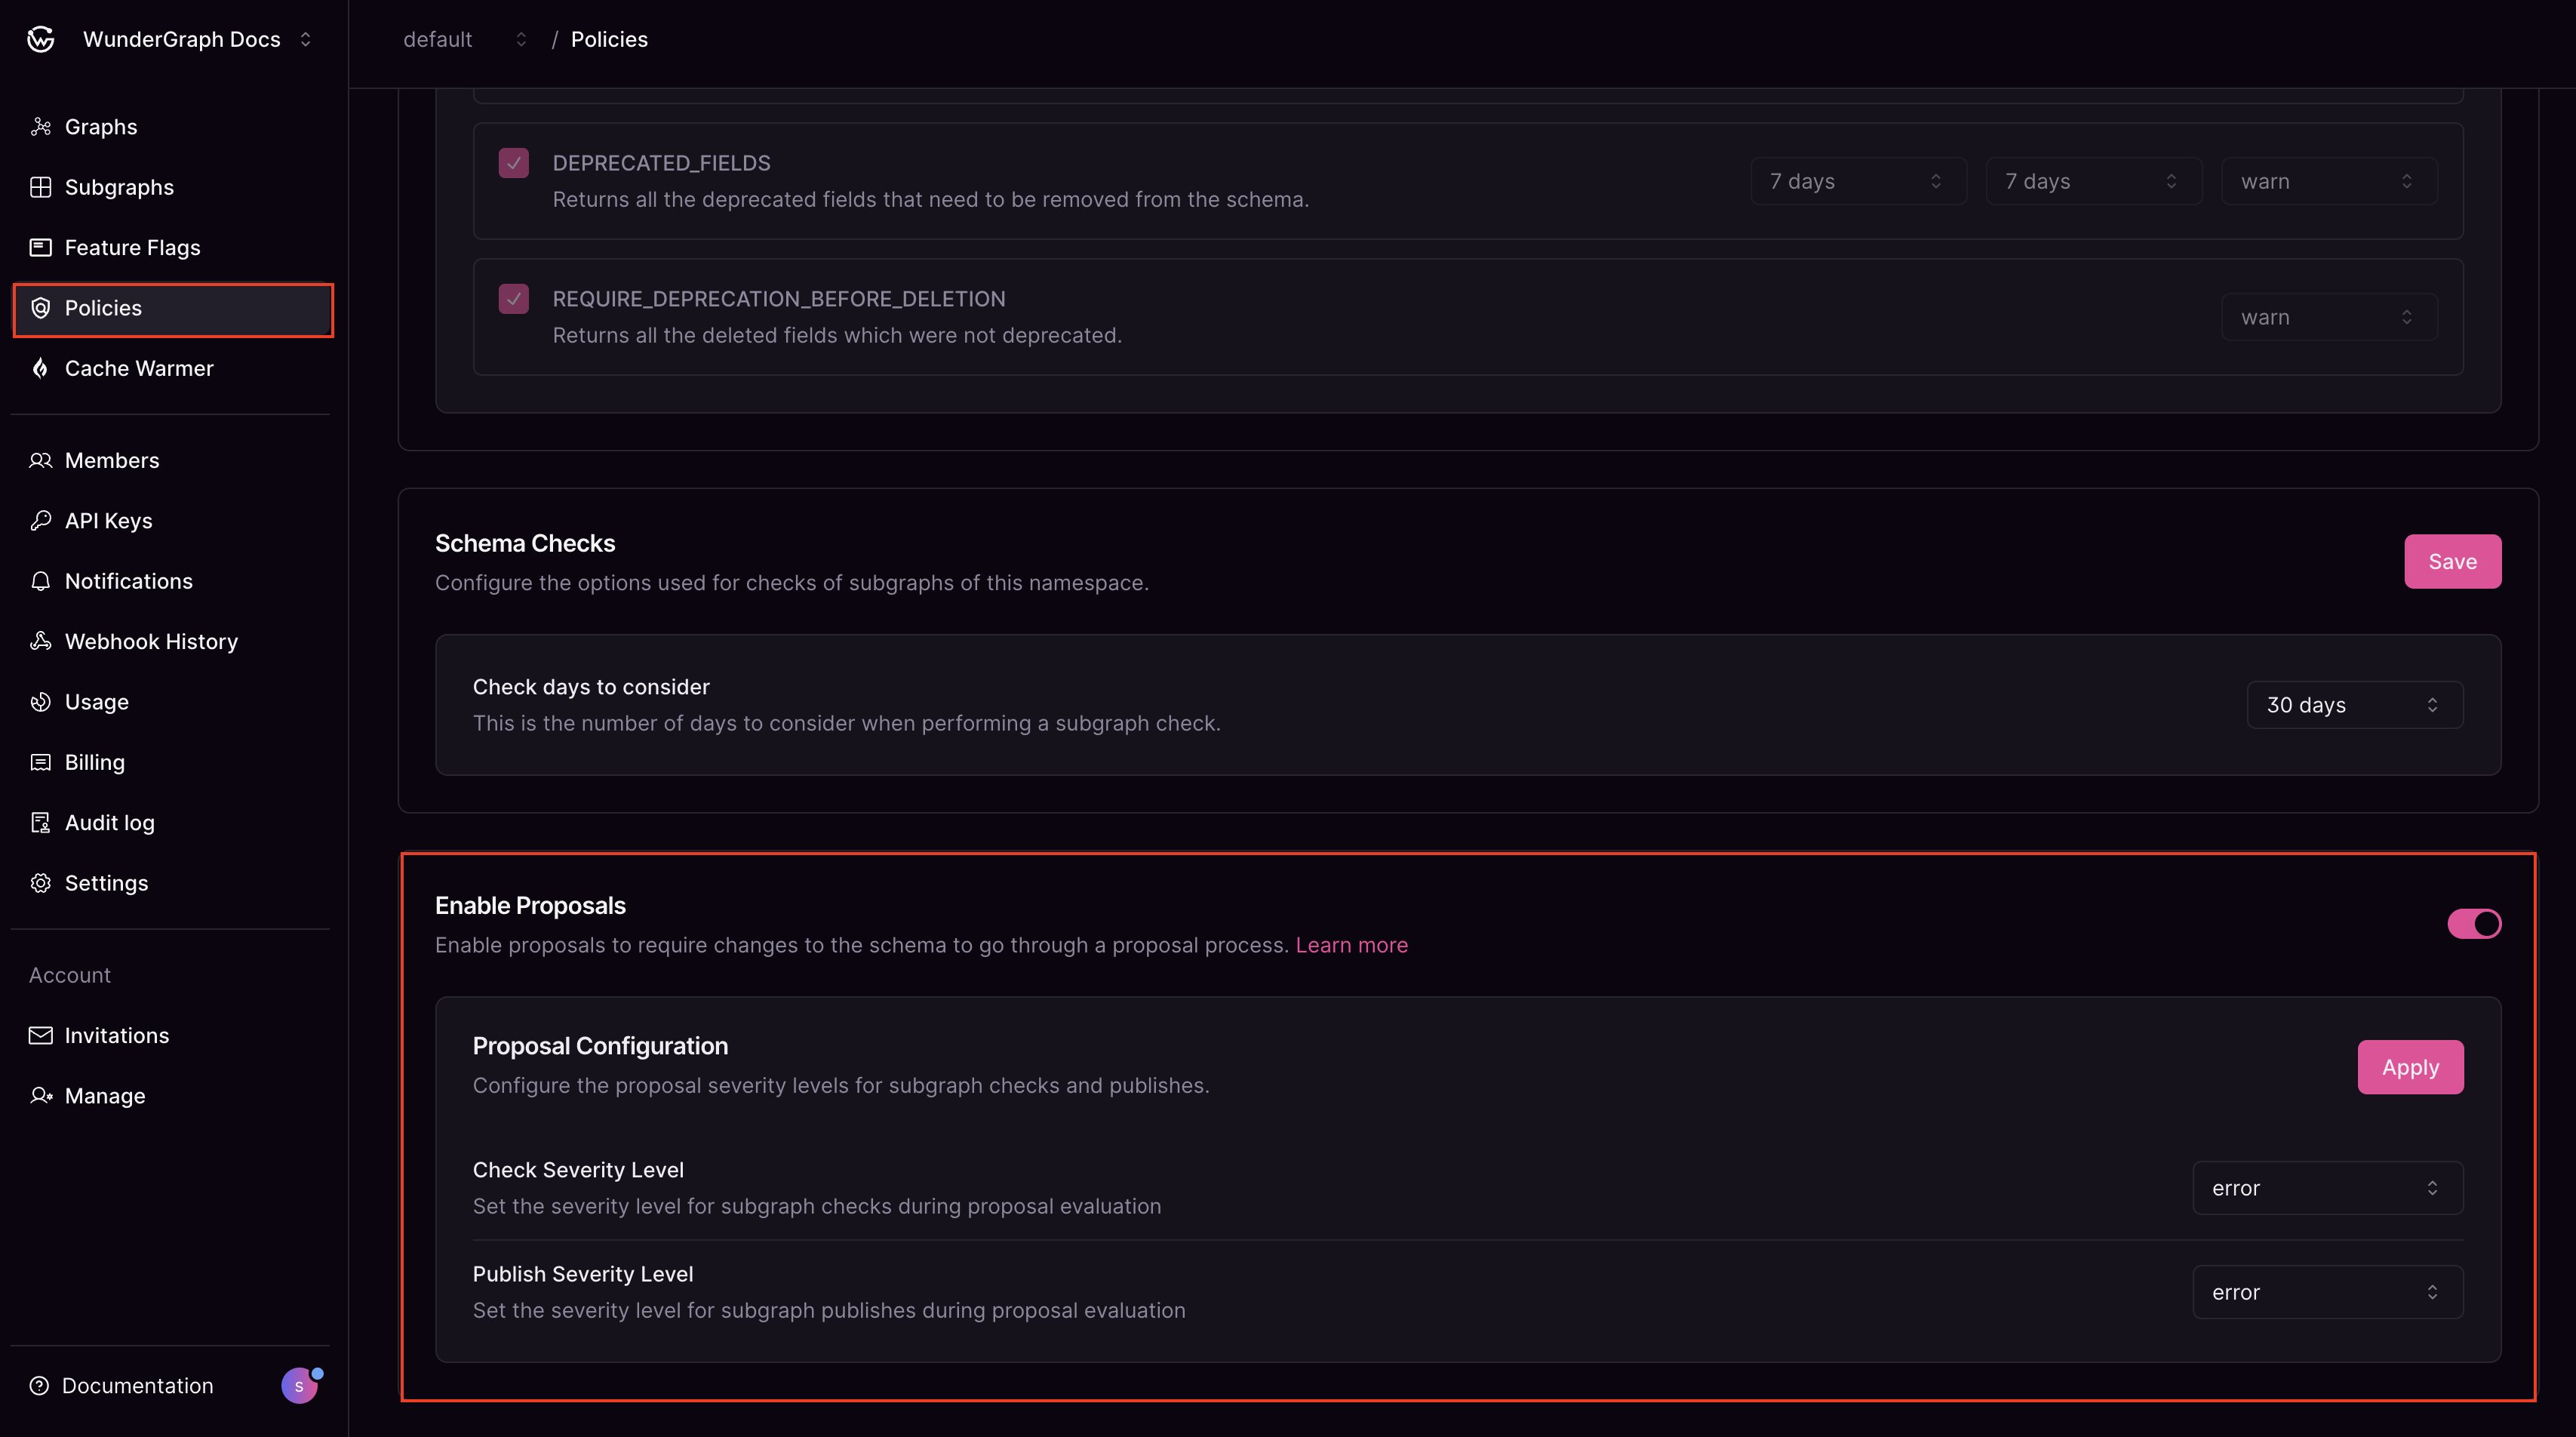 WunderGraph Docs
default / Policies
Graphs
Subgraphs
Feature Flags
Policies
Cache Warmer
Members
API Keys
Notifications
Webhook History
Usage
Billing
Audit log
Settings
Account
Invitations
Manage
Documentation
s
DEPRECATED_FIELDS
Returns all the deprecated fields that need to be removed from the schema.
7 days
7 days
warn
REQUIRE_DEPRECATION_BEFORE_DELETION
Returns all the deleted fields which were not deprecated.
warn
Schema Checks
Configure the options used for checks of subgraphs of this namespace.
Save
Check days to consider
This is the number of days to consider when performing a subgraph check.
30 days
Enable Proposals
Enable proposals to require changes to the schema to go through a proposal process. Learn more
Proposal Configuration
Configure the proposal severity levels for subgraph checks and publishes.
Apply
Check Severity Level
Set the severity level for subgraph checks during proposal evaluation
error
Publish Severity Level
Set the severity level for subgraph publishes during proposal evaluation
error